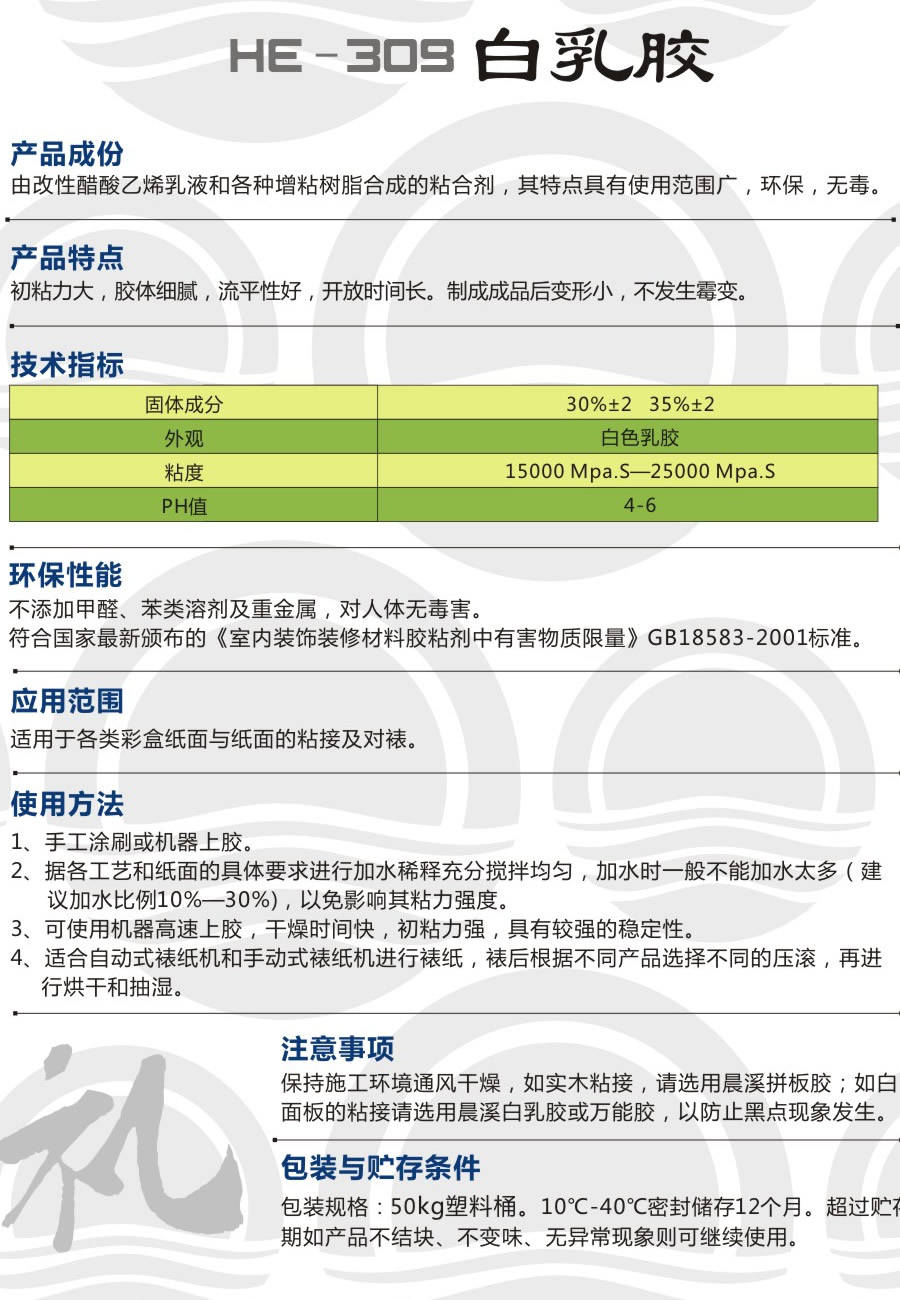 HE-309 白乳胶
产品成份
由改性醋酸乙烯乳液和各种增粘树脂合成的粘合剂，其特点具有使用范围广，环保，无毒。
产品特点
初粘力大，胶体细腻，流平性好，开放时间长。制成成品后变形小，不发生霉变。
技术指标
固体成分 30%±2 35%±2
外观 白色乳胶
粘度 15000 Mpa.S—25000 Mpa.S
PH值 4-6
环保性能
不添加甲醛、苯类溶剂及重金属，对人体无毒害。
符合国家最新颁布的《室内装饰装修材料胶粘剂中有害物质限量》GB18583-2001标准。
应用范围
适用于各类彩盒纸面与纸面的粘接及对裱。
使用方法
1、手工涂刷或机器上胶。
2、据各工艺和纸面的具体要求进行加水稀释充分搅拌均匀，加水时一般不能加水太多（建
议加水比例10%—30%)，以免影响其粘力强度。
3、可使用机器高速上胶，干燥时间快，初粘力强，具有较强的稳定性。
4、适合自动式裱纸机和手动式裱纸机进行裱纸，裱后根据不同产品选择不同的压滚，再进
行烘干和抽湿。
礼
注意事项
保持施工环境通风干燥，如实木粘接，请选用晨溪拼板胶；如白
面板的粘接请选用晨溪白乳胶或万能胶，以防止黑点现象发生。
包装与贮存条件
包装规格：50kg塑料桶。10℃-40℃密封储存12个月。超过贮存
期如产品不结块、不变味、无异常现象则可继续使用。